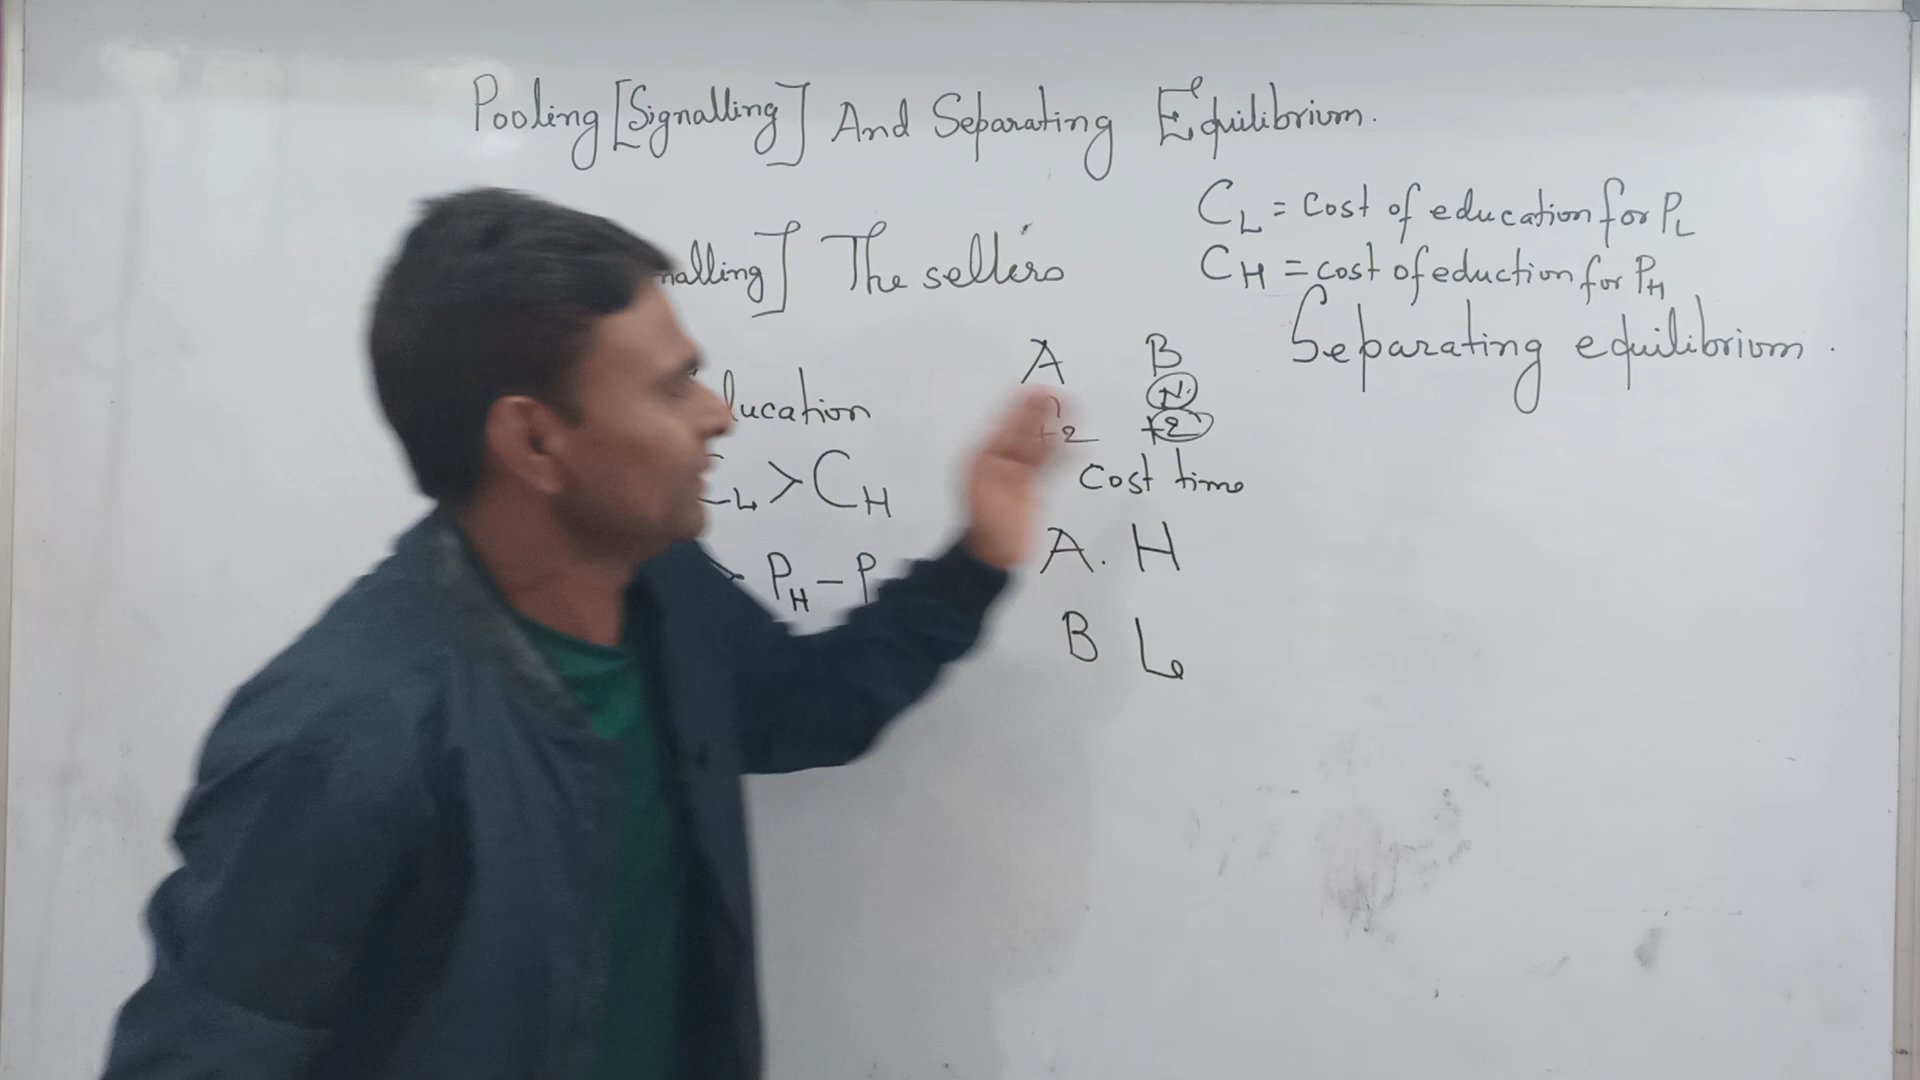 Pooling [Signalling] And Separating Equilibrium.
CL = Cost of education for PL
CH = cost of eduction for PH
nalling] The sellers
Separating equilibrium.
A B
N.
lucation
+2 +2
CL > CH
Cost time
A. H
> PH - P
B L